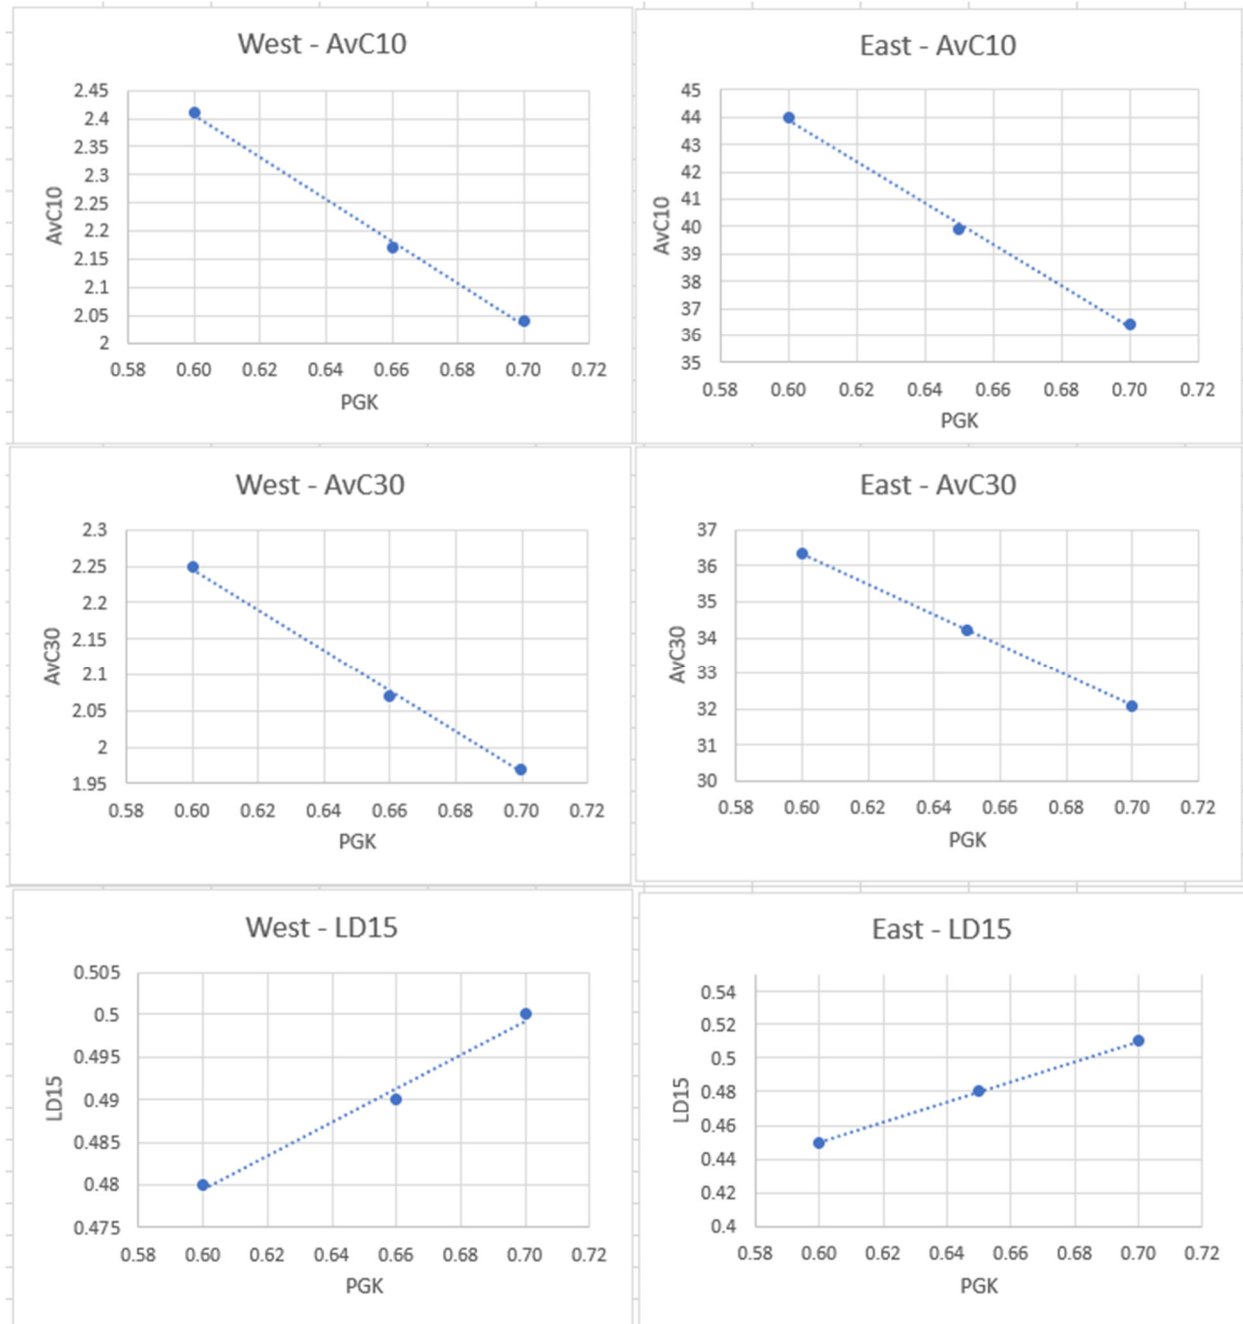 West - AvC10
2.45
2.4
2.35
2.3
2.25
2.2
2.15
2.1
2.05
2
AvC10
0.58 0.60 0.62 0.64 0.66 0.68 0.70 0.72
PGK
East - AvC10
45
44
43
42
41
40
39
38
37
36
35
AvC10
0.58 0.60 0.62 0.64 0.66 0.68 0.70 0.72
PGK
West - AvC30
2.3
2.25
2.2
2.15
2.1
2.05
2
1.95
AvC30
0.58 0.60 0.62 0.64 0.66 0.68 0.70 0.72
PGK
East - AvC30
37
36
35
34
33
32
31
30
AvC30
0.58 0.60 0.62 0.64 0.66 0.68 0.70 0.72
PGK
West - LD15
0.505
0.5
0.495
0.49
0.485
0.48
0.475
LD15
0.58 0.60 0.62 0.64 0.66 0.68 0.70 0.72
PGK
East - LD15
0.54
0.52
0.5
0.48
0.46
0.44
0.42
0.4
LD15
0.58 0.60 0.62 0.64 0.66 0.68 0.70 0.72
PGK